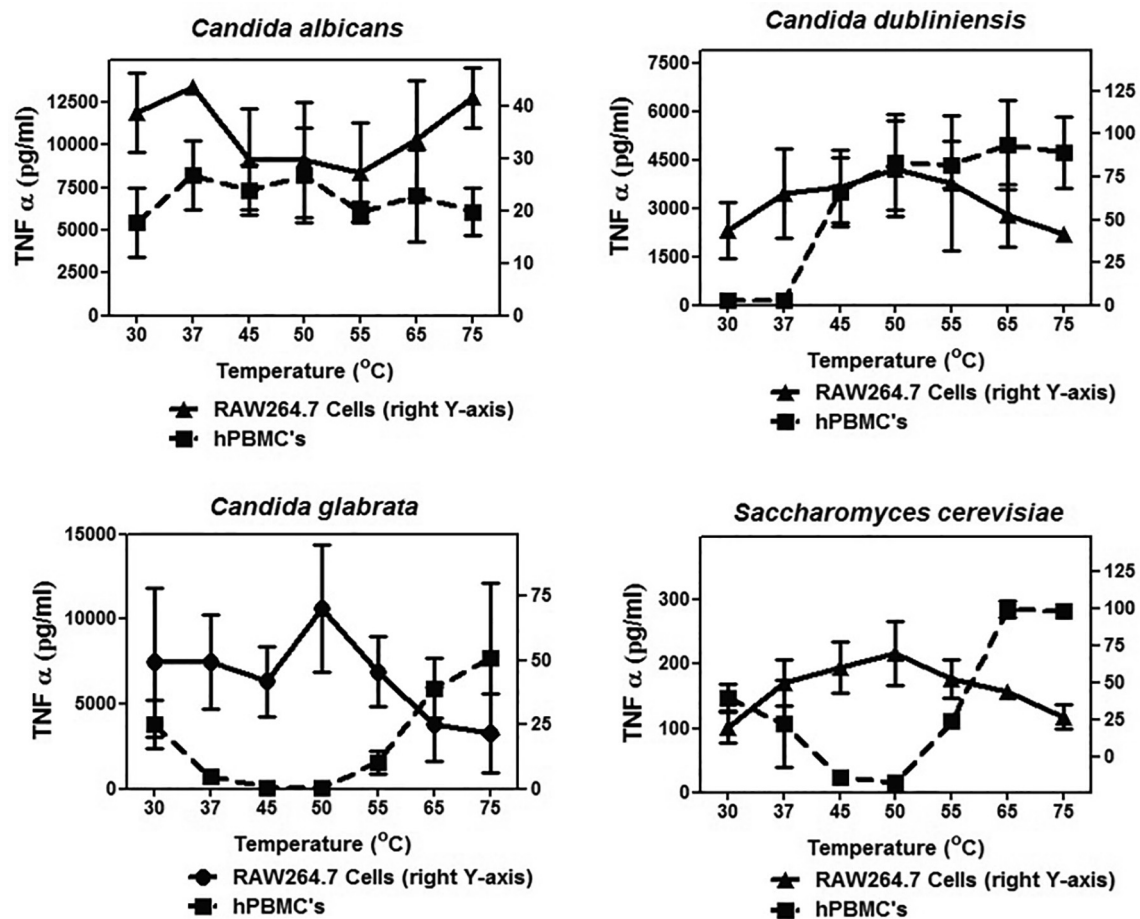 Candida albicans
TNF α (pg/ml)
12500
10000
7500
5000
2500
0
40
30
20
10
0
30 37 45 50 55 65 75
Temperature (°C)
RAW264.7 Cells (right Y-axis)
hPBMC's
Candida dubliniensis
TNF α (pg/ml)
7500
6000
4500
3000
1500
0
125
100
75
50
25
0
30 37 45 50 55 65 75
Temperature (°C)
RAW264.7 Cells (right Y-axis)
hPBMC's
Candida glabrata
TNF α (pg/ml)
15000
10000
5000
0
75
50
25
0
30 37 45 50 55 65 75
Temperature (°C)
RAW264.7 Cells (right Y-axis)
hPBMC's
Saccharomyces cerevisiae
TNF α (pg/ml)
300
200
100
0
125
100
75
50
25
0
30 37 45 50 55 65 75
Temperature (°C)
RAW264.7 Cells (right Y-axis)
hPBMC's